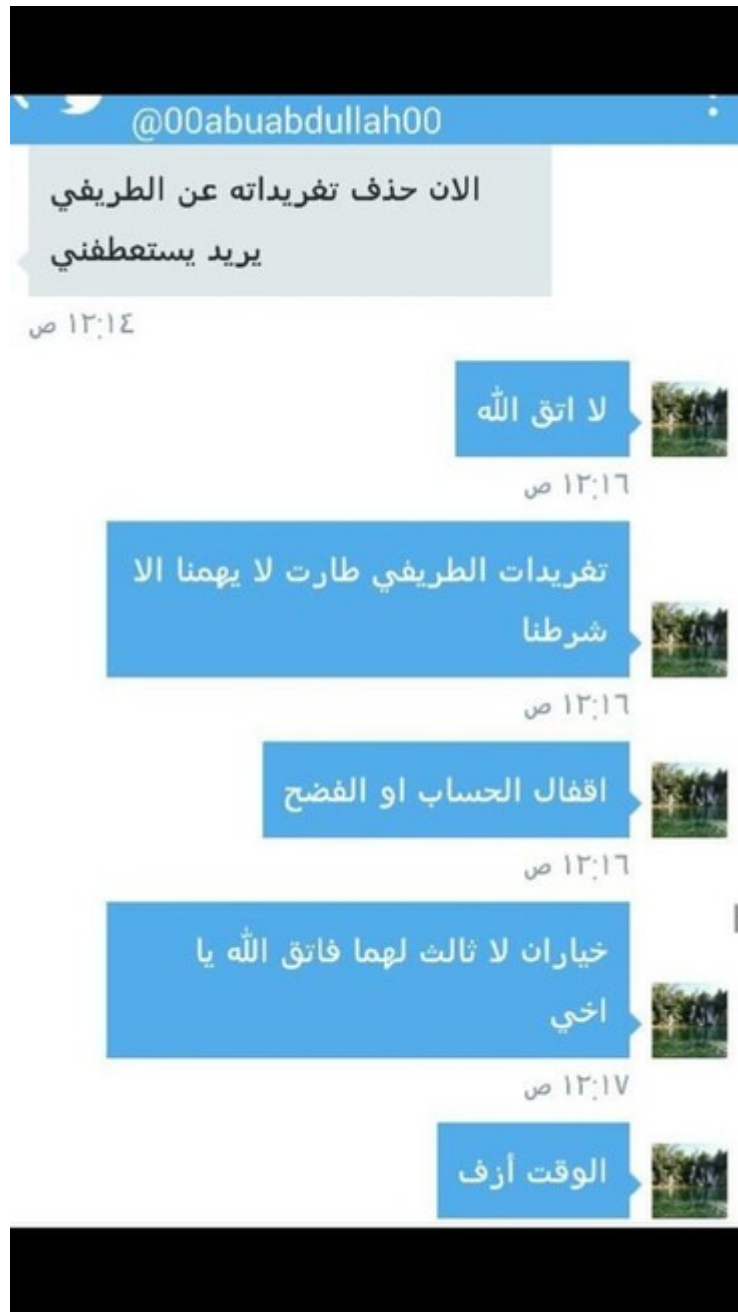 @00abuabdullah00
الان حذف تغريداته عن الطريفي
يريد يستعطفني
١٢:١٤ ص
لا اتق الله
١٢:١٦ ص
تغريدات الطريفي طارت لا يهمنا الا
شرطنا
١٢:١٦ ص
اقفال الحساب او الفضح
١٢:١٦ ص
خياران لا ثالث لهما فاتق الله يا
اخي
١٢:١٧ ص
الوقت أزف